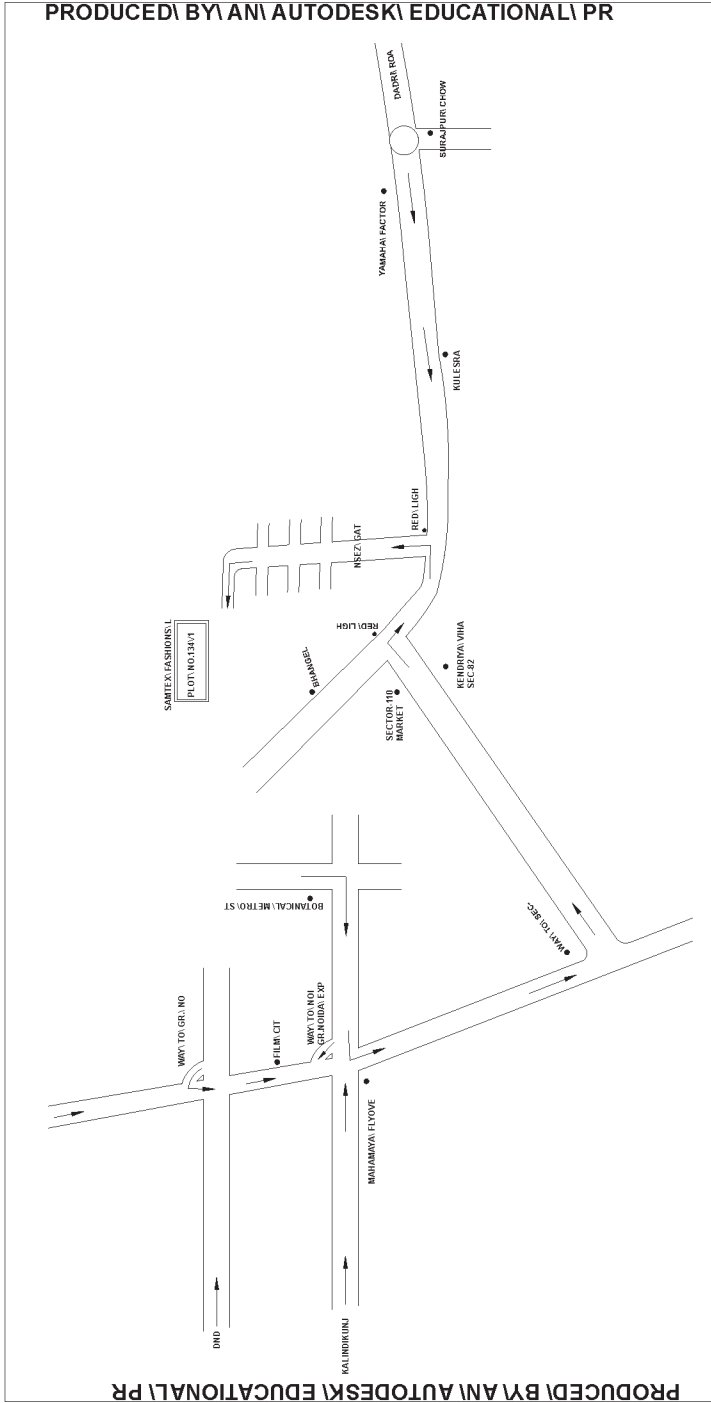 PRODUCED\ BY\ AN\ AUTODESK\ EDUCATIONAL\ PR
DADRI\ ROA
SURAJPUR\ CHOW
YAMAHA\ FACTOR
KULESRA
RED\ LIGH
NSEZ\ GAT
SAMTEX\ FASHIONS\ L
PLOT\ NO.134\/1
RED\ LIGH
BHANGEL
KENDRIYA\ VIHA
SEC-82
SECTOR-110
MARKET
BOTANICAL\ METRO\ ST
WAY\ TO\ SEC-
WAY\ TO\ GR.\ NO
FILM\ CIT
WAY\ TO\ NOI
GR.NOIDA\ EXP
MAHAMAYA\ FLYOVE
DND
KALINDIKUNJ
PRODUCED\ BY\ AN\ AUTODESK\ EDUCATIONAL\ PR